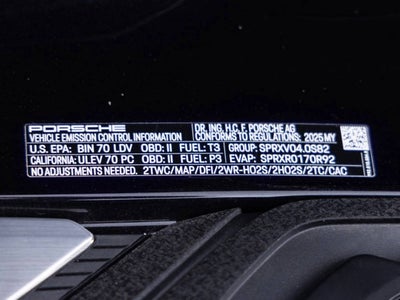 PORSCHE DR. ING. H.C. F. PORSCHE AG
VEHICLE EMISSION CONTROL INFORMATION CONFORMS TO REGULATIONS: 2025 MY
U.S. EPA: BIN 70 LDV OBD: II FUEL: T3 GROUP: SPRXV04.0S82
CALIFORNIA: ULEV 70 PC OBD: II FUEL: P3 EVAP: SPRXR0170R92
NO ADJUSTMENTS NEEDED. 2TWC/MAP/DFI/2WR-HO2S/2HO2S/2TC/CAC